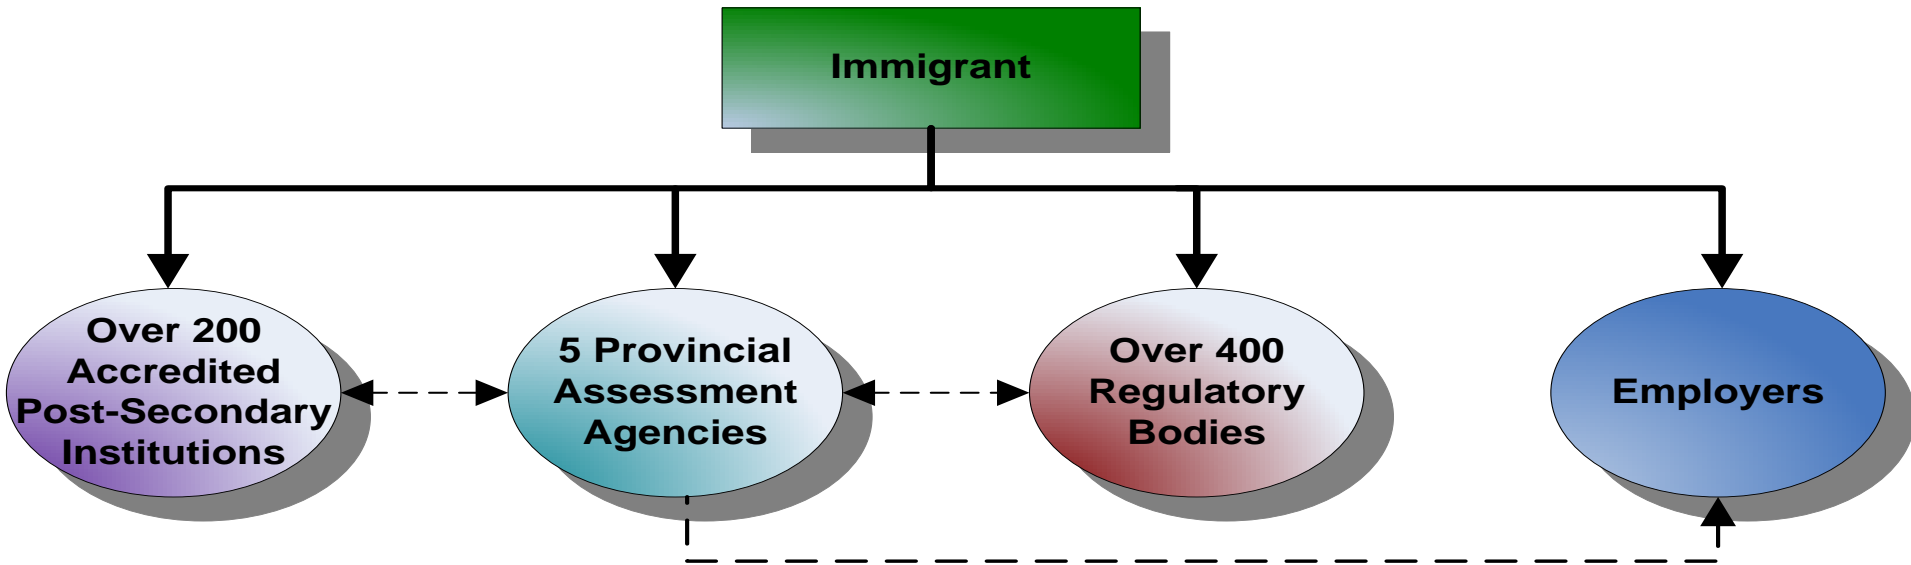 Immigrant
Over 200
Accredited
Post-Secondary
Institutions
5 Provincial
Assessment
Agencies
Over 400
Regulatory
Bodies
Employers